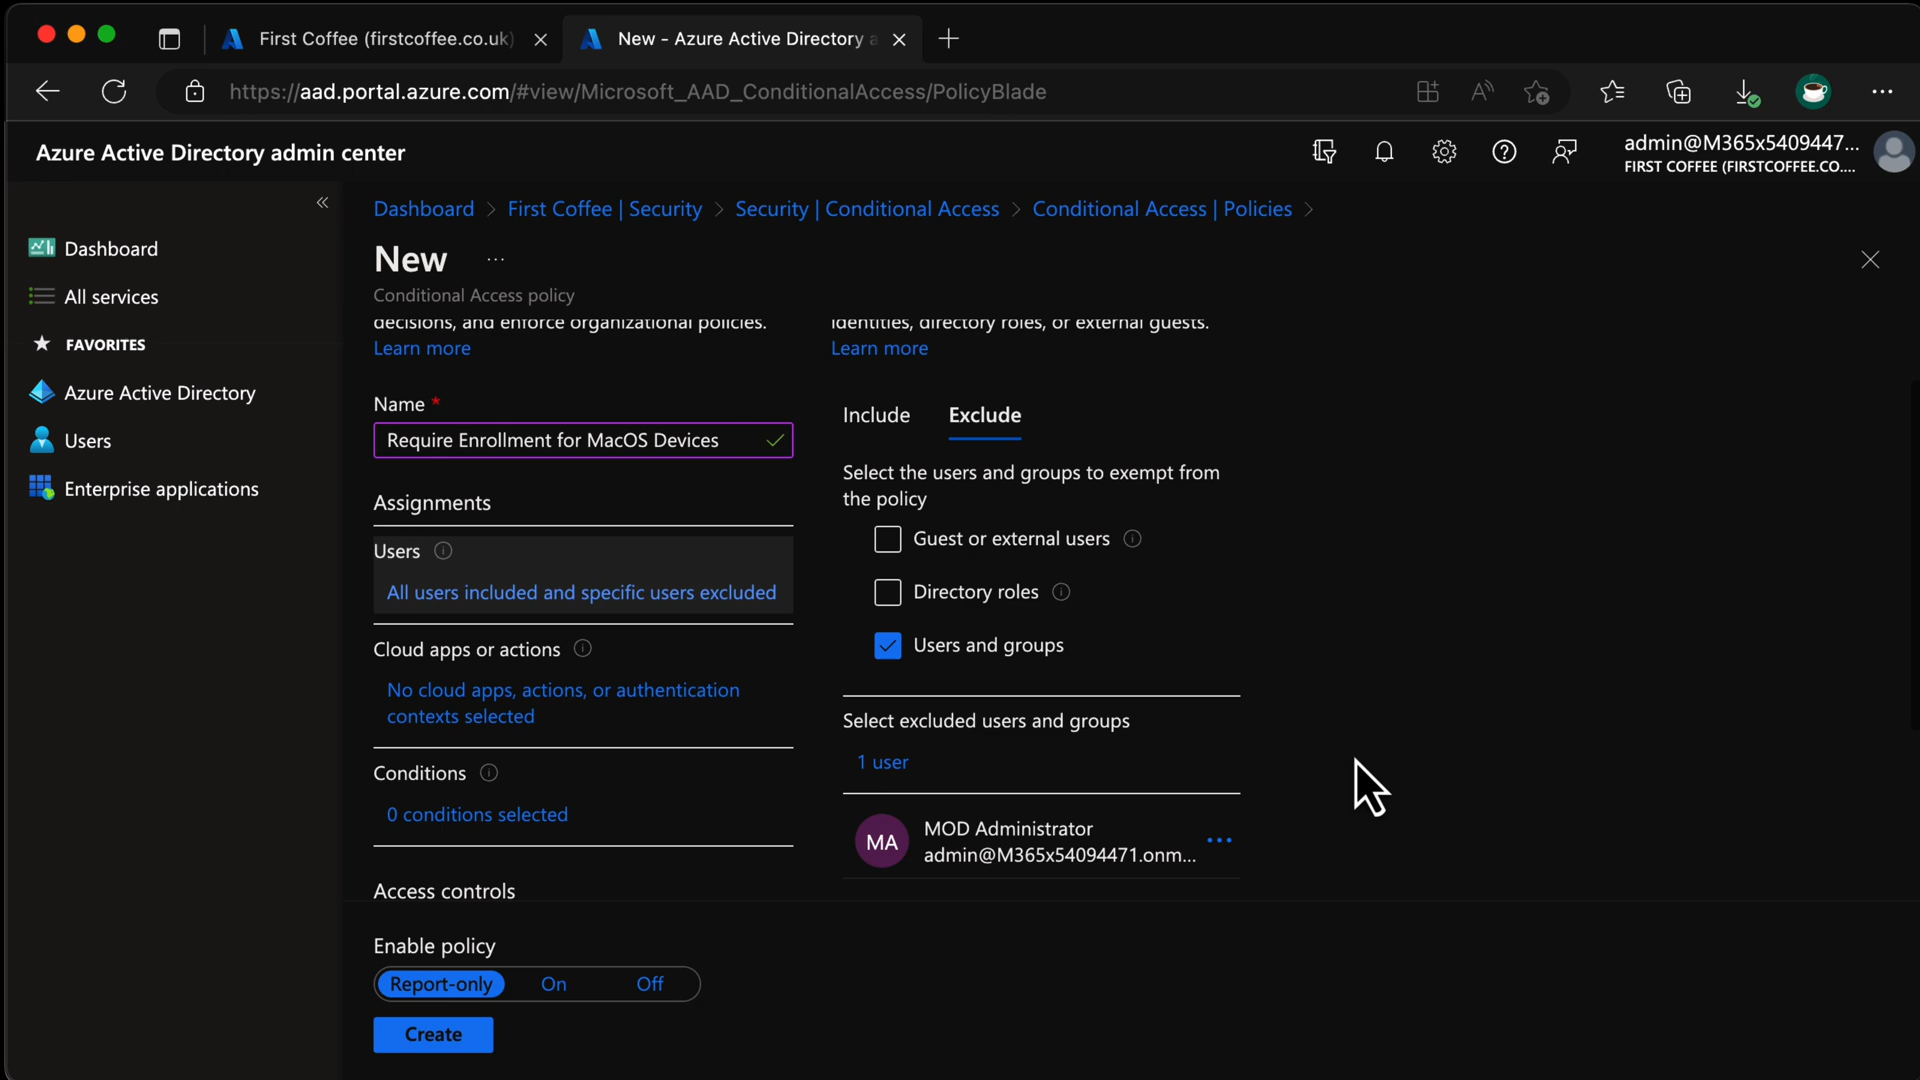 First Coffee (firstcoffee.co.uk)
New - Azure Active Directory a
https://aad.portal.azure.com/#view/Microsoft_AAD_ConditionalAccess/PolicyBlade
Azure Active Directory admin center
admin@M365x5409447...
FIRST COFFEE (FIRSTCOFFEE.CO....
Dashboard
All services
FAVORITES
Azure Active Directory
Users
Enterprise applications
Dashboard > First Coffee | Security > Security | Conditional Access > Conditional Access | Policies >
New ...
Conditional Access policy
decisions, and enforce organizational policies.
Learn more
Name *
Require Enrollment for MacOS Devices
Assignments
Users
All users included and specific users excluded
Cloud apps or actions
No cloud apps, actions, or authentication
contexts selected
Conditions
0 conditions selected
Access controls
identities, directory roles, or external guests.
Learn more
Include Exclude
Select the users and groups to exempt from
the policy
Guest or external users
Directory roles
Users and groups
Select excluded users and groups
1 user
MA
MOD Administrator
admin@M365x54094471.onm...
Enable policy
Report-only On Off
Create